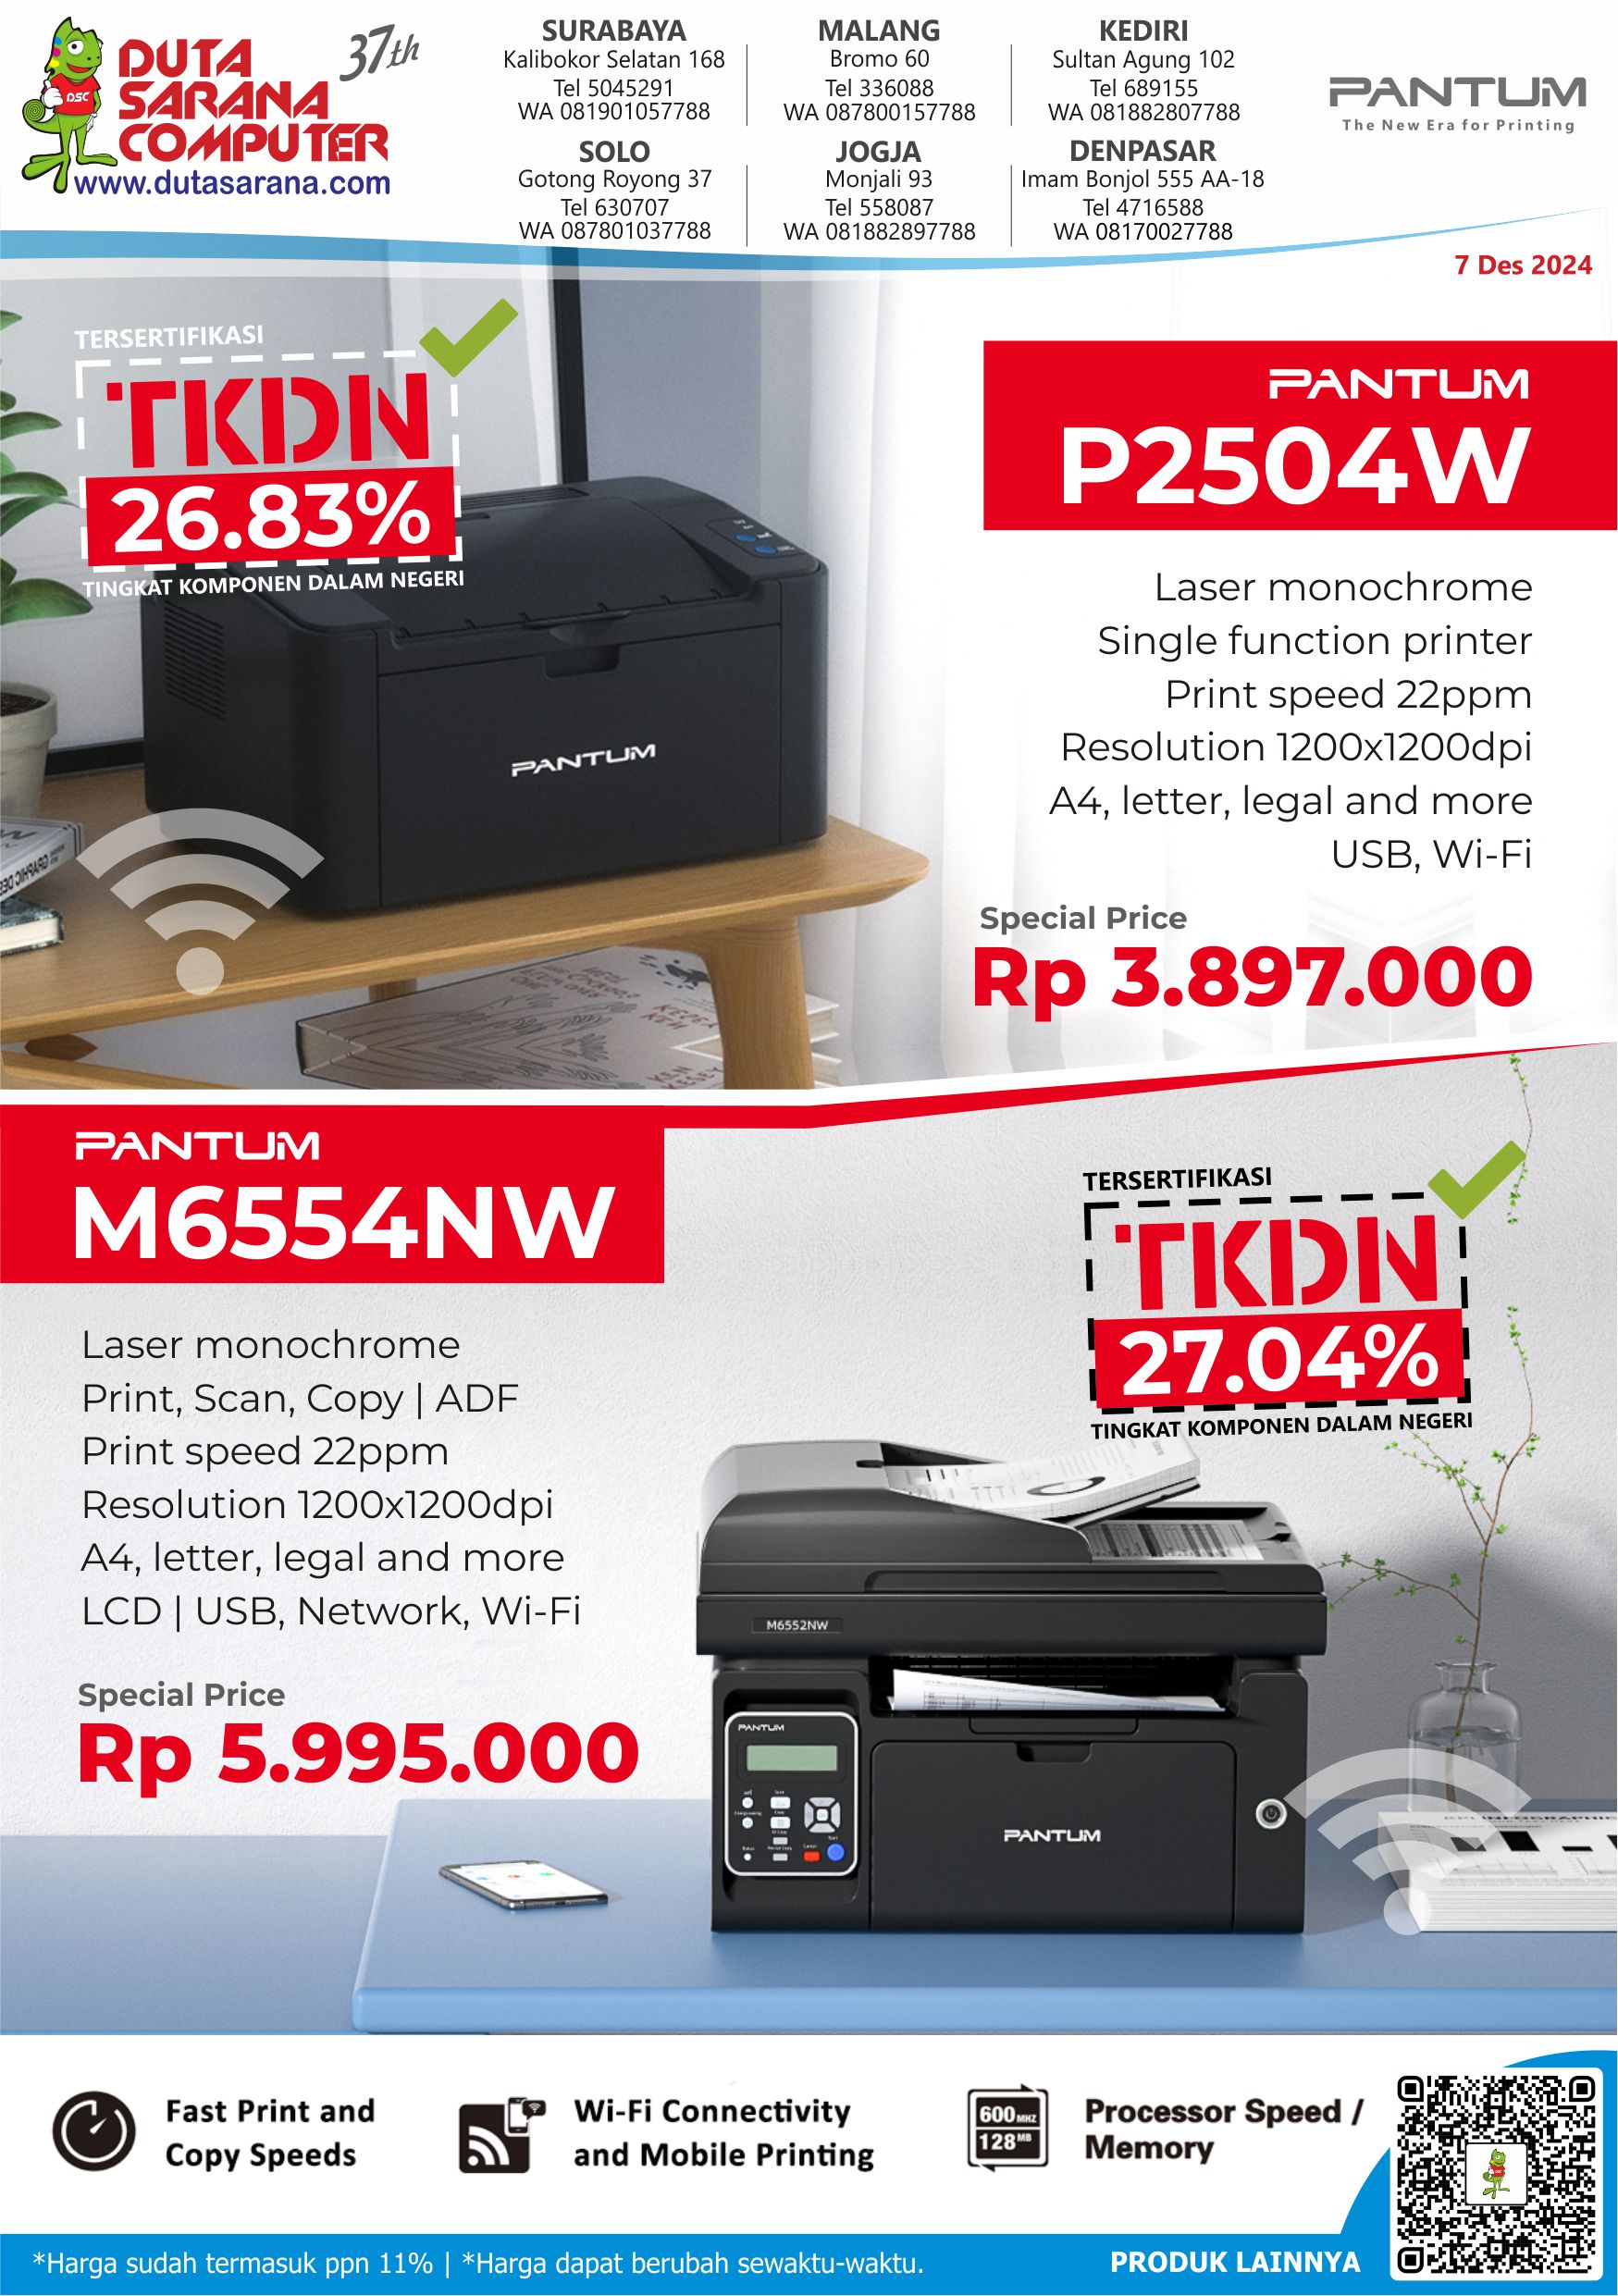 DUTA
SARANA
COMPUTER
37th
DSC
www.dutasarana.com
SURABAYA
Kalibokor Selatan 168
Tel 5045291
WA 081901057788
MALANG
Bromo 60
Tel 336088
WA 087800157788
KEDIRI
Sultan Agung 102
Tel 689155
WA 081882807788
SOLO
Gotong Royong 37
Tel 630707
WA 087801037788
JOGJA
Monjali 93
Tel 558087
WA 081882897788
DENPASAR
Imam Bonjol 555 AA-18
Tel 4716588
WA 08170027788
PANTUM
The New Era for Printing
7 Des 2024
TERSERTIFIKASI
TKDN
26.83%
TINGKAT KOMPONEN DALAM NEGERI
PANTUM
PANTUM
P2504W
Laser monochrome
Single function printer
Print speed 22ppm
Resolution 1200x1200dpi
A4, letter, legal and more
USB, Wi-Fi
Special Price
Rp 3.897.000
PANTUM
M6554NW
Laser monochrome
Print, Scan, Copy | ADF
Print speed 22ppm
Resolution 1200x1200dpi
A4, letter, legal and more
LCD | USB, Network, Wi-Fi
Special Price
Rp 5.995.000
TERSERTIFIKASI
TKDN
27.04%
TINGKAT KOMPONEN DALAM NEGERI
M6552NW
PANTUM
PANTUM
Fast Print and
Copy Speeds
Wi-Fi Connectivity
and Mobile Printing
600MHZ
128MB
Processor Speed /
Memory
*Harga sudah termasuk ppn 11% | *Harga dapat berubah sewaktu-waktu.
PRODUK LAINNYA